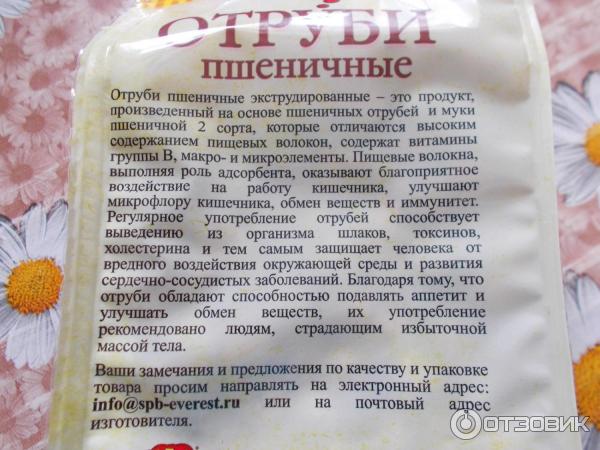 ОТРУБИ
пшеничные
Отруби пшеничные экструдированные – это продукт,
произведенный на основе пшеничных отрубей и муки
пшеничной 2 сорта, которые отличаются высоким
содержанием пищевых волокон, содержат витамины
группы В, макро- и микроэлементы. Пищевые волокна,
выполняя роль адсорбента, оказывают благоприятное
воздействие на работу кишечника, улучшают
микрофлору кишечника, обмен веществ и иммунитет.
Регулярное употребление отрубей способствует
выведению из организма шлаков, токсинов,
холестерина и тем самым защищает человека от
вредного воздействия окружающей среды и развития
сердечно-сосудистых заболеваний. Благодаря тому, что
отруби обладают способностью подавлять аппетит и
улучшать обмен веществ, их употребление
рекомендовано людям, страдающим избыточной
массой тела.
Ваши замечания и предложения по качеству и упаковке
товара просим направлять на электронный адрес:
info@spb-everest.ru или на почтовый адрес
изготовителя.
ОТЗОВИК